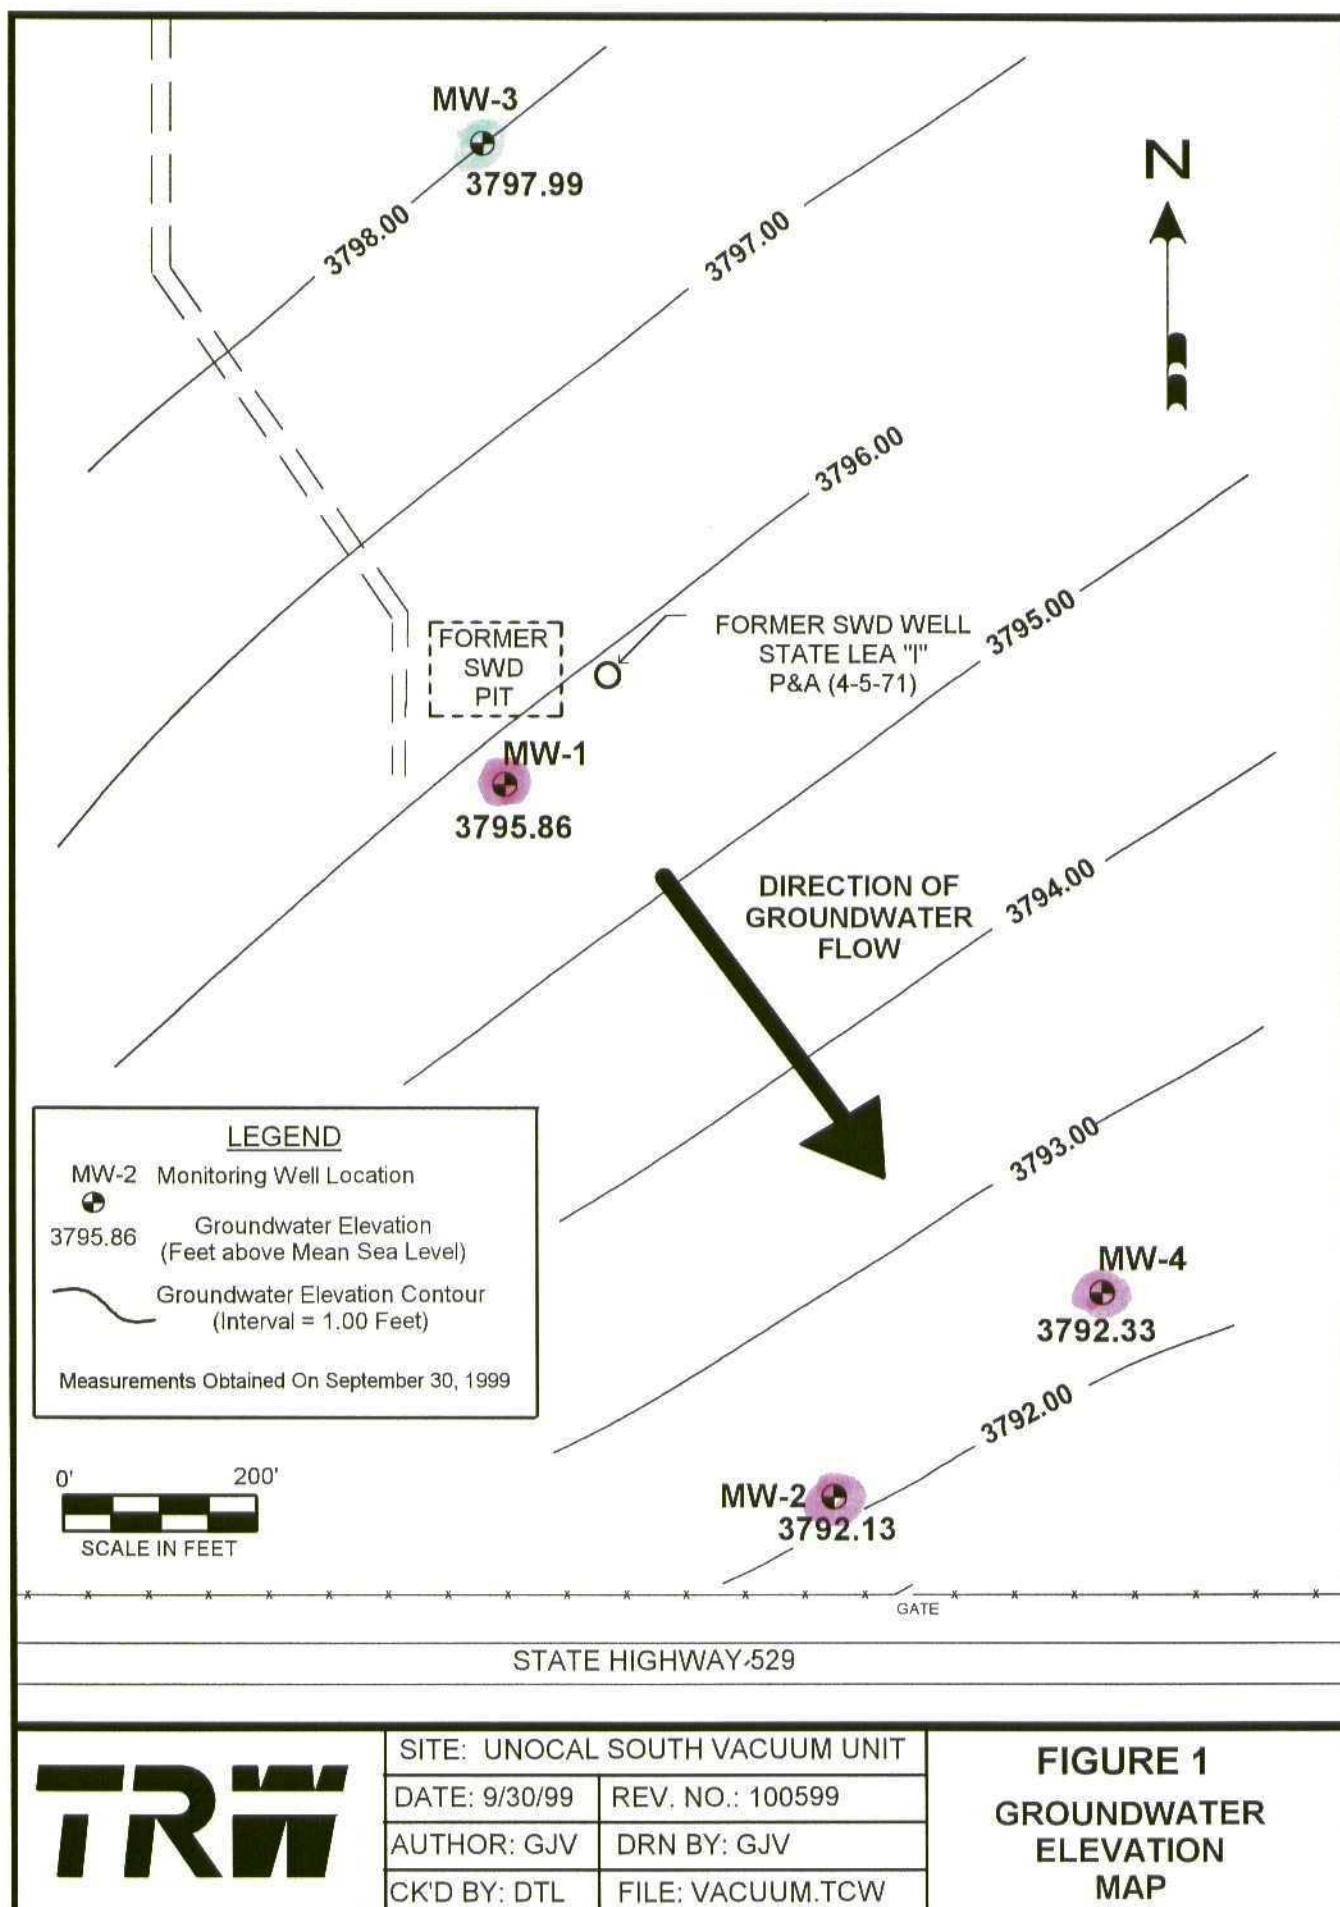 MW-3
3797.99
N
3798.00
3797.00
3796.00
3795.00
FORMER
SWD
PIT
FORMER SWD WELL
STATE LEA "I"
P&A (4-5-71)
MW-1
3795.86
DIRECTION OF
GROUNDWATER
FLOW
3794.00
3793.00
LEGEND
MW-2 Monitoring Well Location
3795.86
Groundwater Elevation
(Feet above Mean Sea Level)
Groundwater Elevation Contour
(Interval = 1.00 Feet)
Measurements Obtained On September 30, 1999
MW-4
3792.33
3792.00
MW-2
3792.13
0' 200'
SCALE IN FEET
x x x x x x x x x x x x x x x x x x x x x x
GATE
STATE HIGHWAY 529
TRW
SITE: UNOCAL SOUTH VACUUM UNIT
DATE: 9/30/99 REV. NO.: 100599
AUTHOR: GJV DRN BY: GJV
CK'D BY: DTL FILE: VACUUM.TCW
FIGURE 1
GROUNDWATER
ELEVATION
MAP